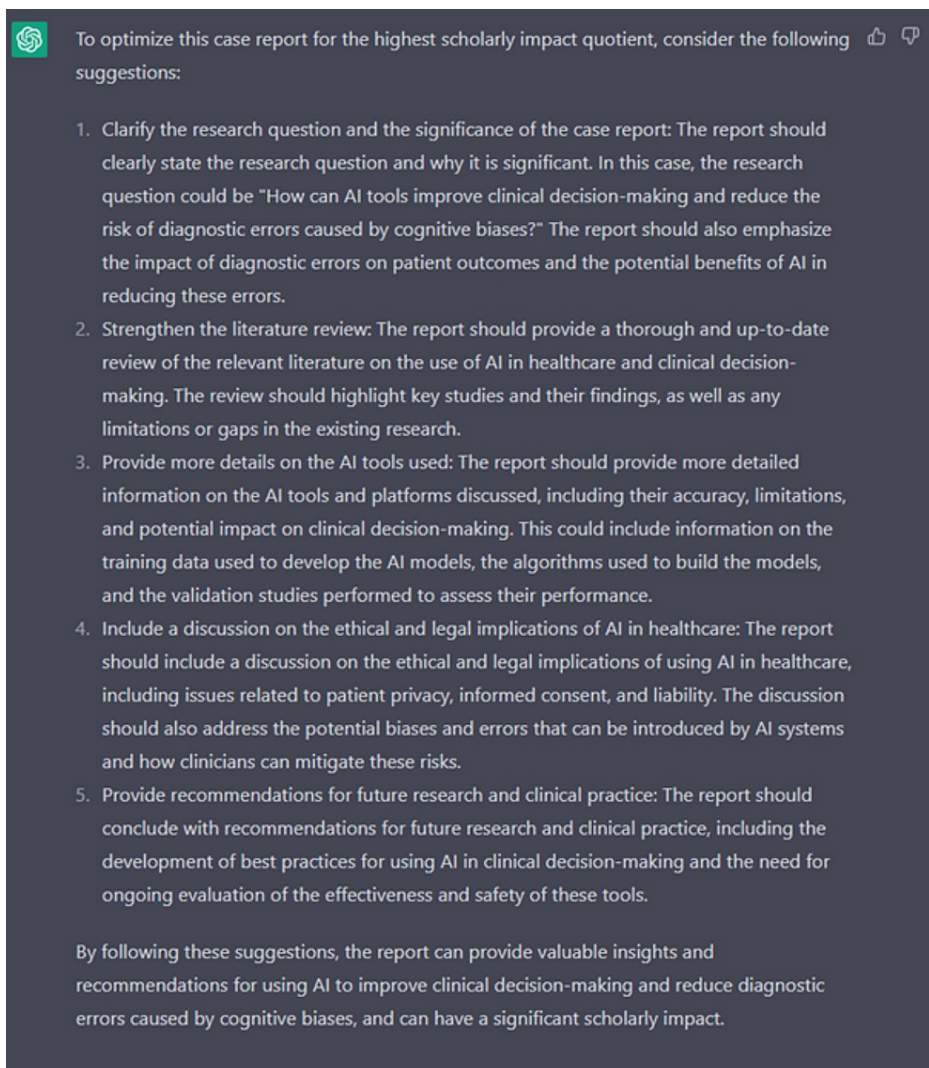 To optimize this case report for the highest scholarly impact quotient, consider the following
suggestions:
1. Clarify the research question and the significance of the case report: The report should
clearly state the research question and why it is significant. In this case, the research
question could be "How can AI tools improve clinical decision-making and reduce the
risk of diagnostic errors caused by cognitive biases?" The report should also emphasize
the impact of diagnostic errors on patient outcomes and the potential benefits of AI in
reducing these errors.
2. Strengthen the literature review: The report should provide a thorough and up-to-date
review of the relevant literature on the use of AI in healthcare and clinical decision-
making. The review should highlight key studies and their findings, as well as any
limitations or gaps in the existing research.
3. Provide more details on the AI tools used: The report should provide more detailed
information on the AI tools and platforms discussed, including their accuracy, limitations,
and potential impact on clinical decision-making. This could include information on the
training data used to develop the AI models, the algorithms used to build the models,
and the validation studies performed to assess their performance.
4. Include a discussion on the ethical and legal implications of AI in healthcare: The report
should include a discussion on the ethical and legal implications of using AI in healthcare,
including issues related to patient privacy, informed consent, and liability. The discussion
should also address the potential biases and errors that can be introduced by AI systems
and how clinicians can mitigate these risks.
5. Provide recommendations for future research and clinical practice: The report should
conclude with recommendations for future research and clinical practice, including the
development of best practices for using AI in clinical decision-making and the need for
ongoing evaluation of the effectiveness and safety of these tools.
By following these suggestions, the report can provide valuable insights and
recommendations for using AI to improve clinical decision-making and reduce diagnostic
errors caused by cognitive biases, and can have a significant scholarly impact.